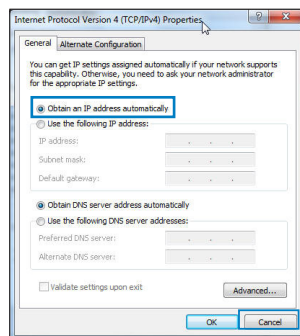 Internet Protocol Version 4 (TCP/IPv4) Properties
General
Alternate Configuration
You can get IP settings assigned automatically if your network supports
this capability. Otherwise, you need to ask your network administrator
for the appropriate IP settings.
Obtain an IP address automatically
Use the following IP address:
IP address:
Subnet mask:
Default gateway:
Obtain DNS server address automatically
Use the following DNS server addresses:
Preferred DNS server:
Alternate DNS server:
Validate settings upon exit
Advanced...
OK
Cancel